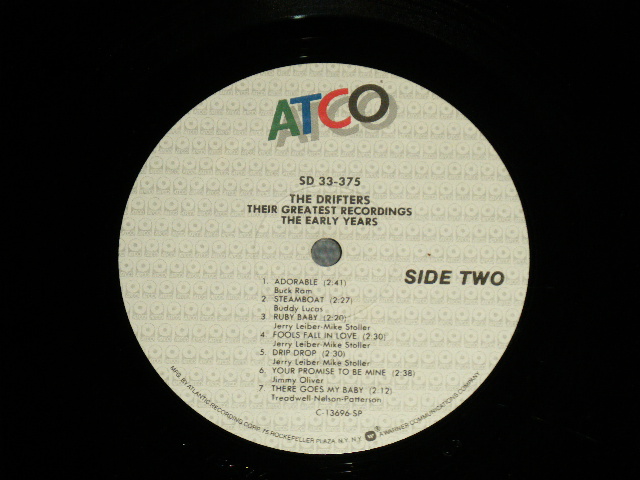 ATCO
SD 33-375
THE DRIFTERS
THEIR GREATEST RECORDINGS
THE EARLY YEARS
SIDE TWO
1. ADORABLE (2:41)
Buck Ram
2. STEAMBOAT (2:27)
Buddy Lucas
3. RUBY BABY (2:20)
Jerry Leiber-Mike Stoller
4. FOOLS FALL IN LOVE (2:30)
Jerry Leiber-Mike Stoller
5. DRIP DROP (2:30)
Jerry Leiber-Mike Stoller
6. YOUR PROMISE TO BE MINE (2:38)
Jimmy Oliver
7. THERE GOES MY BABY (2:12)
Treadwell-Nelson-Patterson
C-13696-SP
MFG. BY ATLANTIC RECORDING CORP. 75 ROCKEFELLER PLAZA, N.Y. N.Y. ® A WARNER COMMUNICATIONS COMPANY